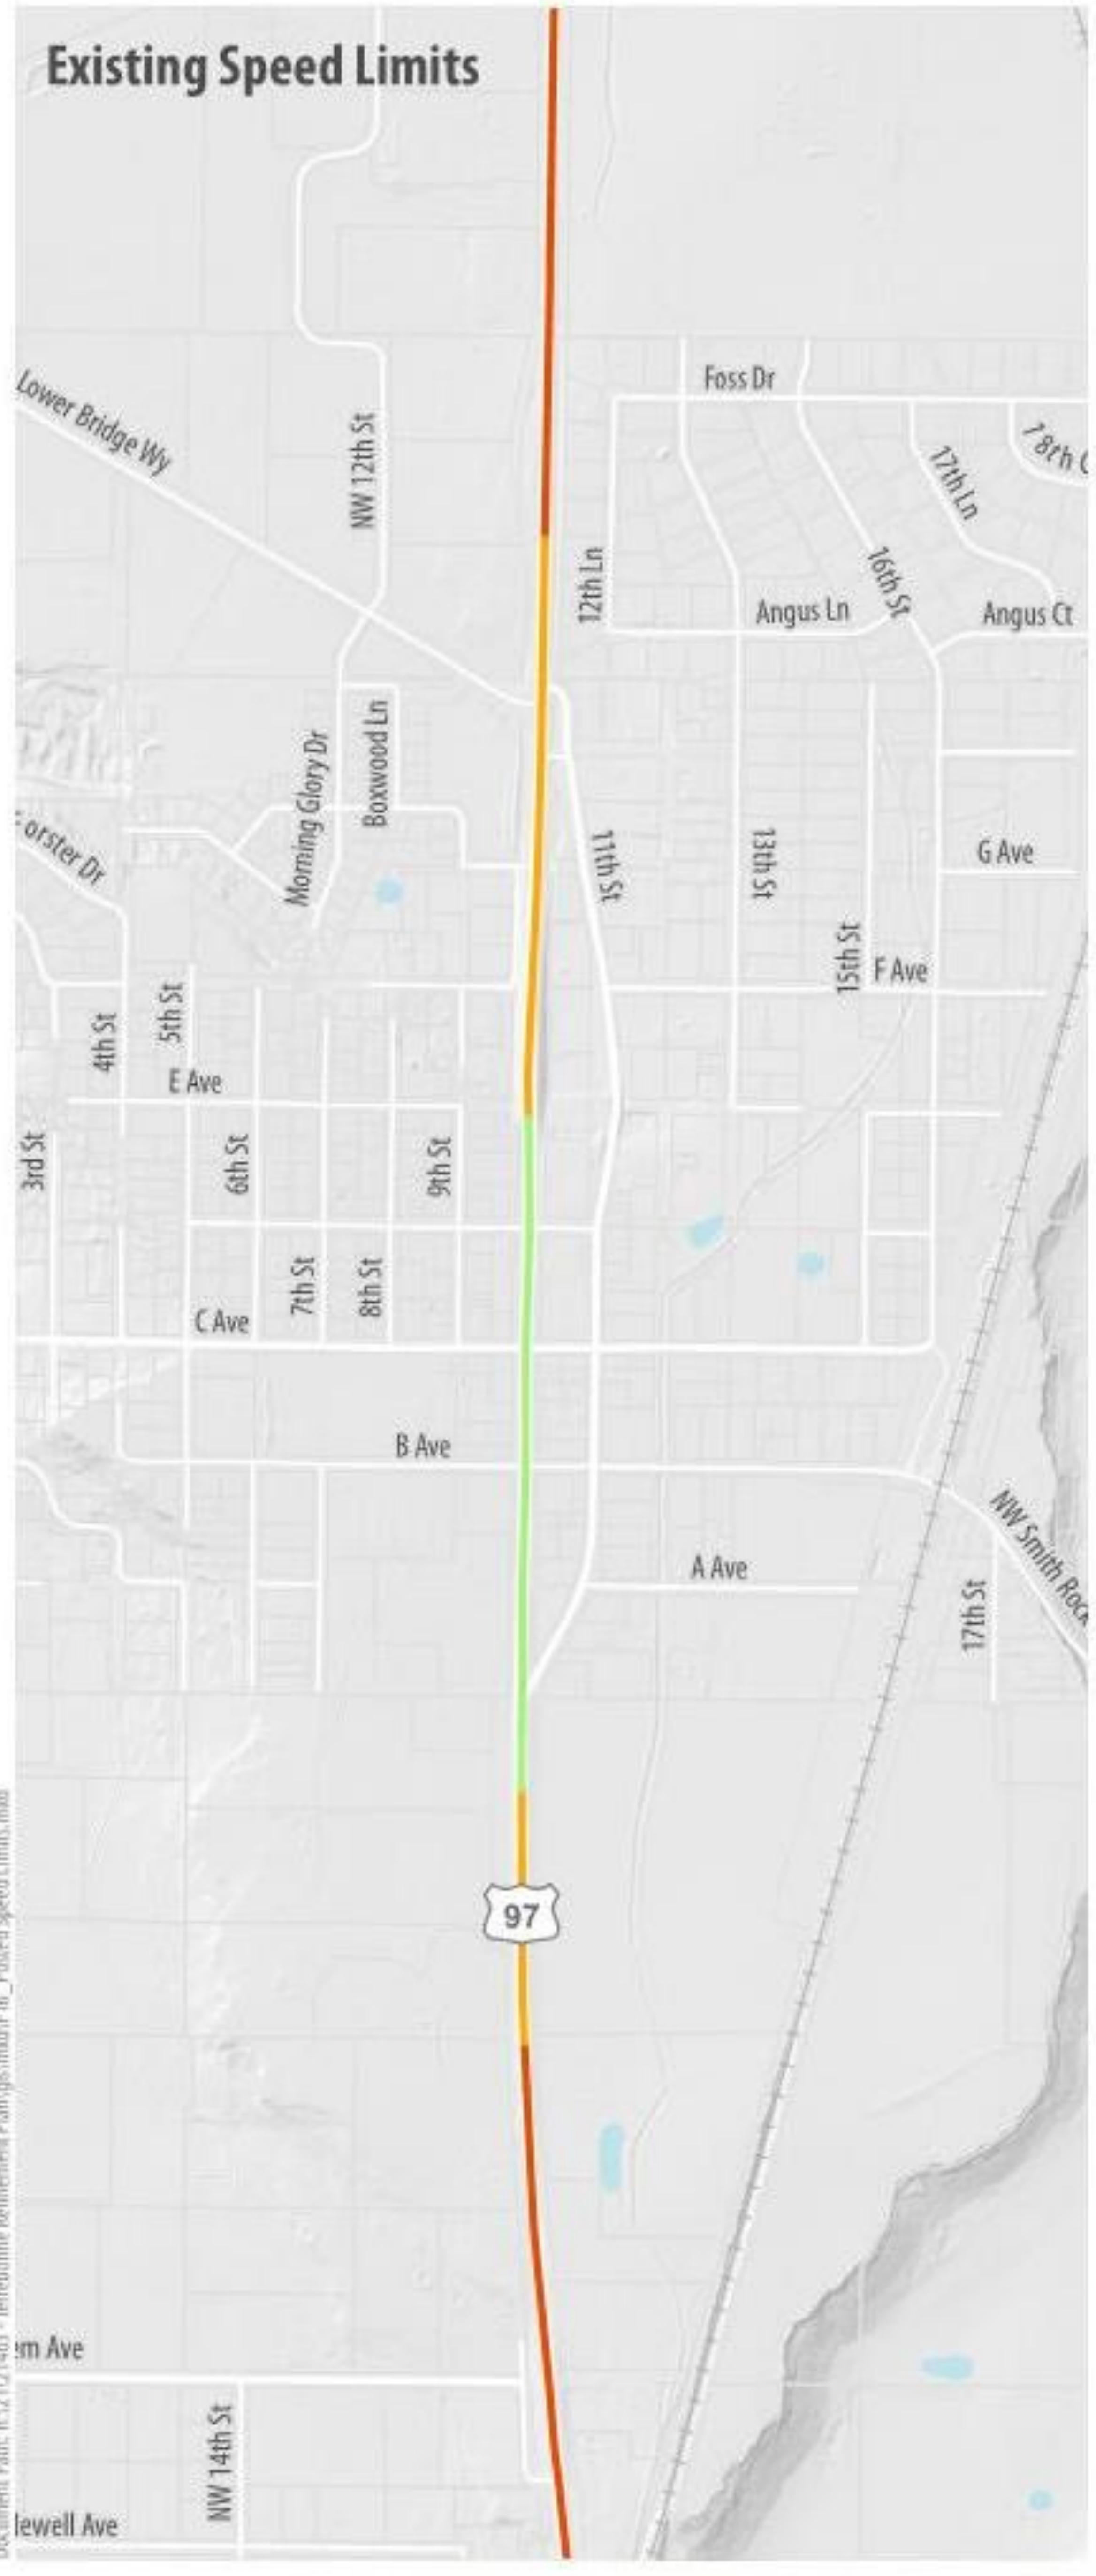 Existing Speed Limits
Foss Dr
Lower Bridge Wy
NW 12th St
18th C
17th Ln
12th Ln
16th St
Angus Ln
Angus Ct
Boxwood Ln
Morning Glory Dr
orster Dr
11th St
13th St
G Ave
15th St
F Ave
5th St
4th St
E Ave
3rd St
6th St
9th St
7th St
8th St
C Ave
B Ave
NW Smith Rock
A Ave
17th St
97
em Ave
NW 14th St
lewell Ave